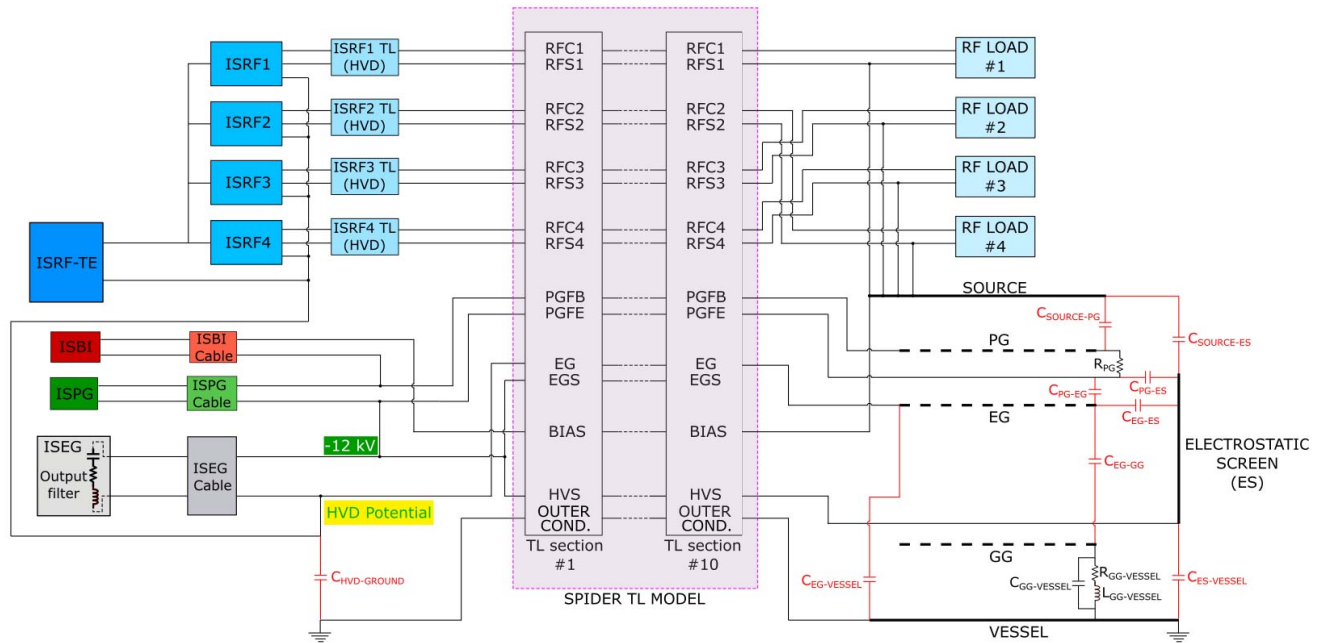 ISRF1
ISRF2
ISRF3
ISRF4
ISRF-TE
ISRF1 TL
(HVD)
ISRF2 TL
(HVD)
ISRF3 TL
(HVD)
ISRF4 TL
(HVD)
ISBI
ISBI
Cable
ISPG
ISPG
Cable
ISEG
Output
filter
ISEG
Cable
-12 kV
HVD Potential
CHVD-GROUND
RFC1
RFS1
RFC2
RFS2
RFC3
RFS3
RFC4
RFS4
PGFB
PGFE
EG
EGS
BIAS
HVS
OUTER
COND.
TL section
#1
RFC1
RFS1
RFC2
RFS2
RFC3
RFS3
RFC4
RFS4
PGFB
PGFE
EG
EGS
BIAS
HVS
OUTER
COND.
TL section
#10
SPIDER TL MODEL
RF LOAD
#1
RF LOAD
#2
RF LOAD
#3
RF LOAD
#4
SOURCE
CSOURCE-PG
CSOURCE-ES
PG
RPG
CPG-ES
CPG-EG
CEG-ES
EG
ELECTROSTATIC
SCREEN
(ES)
CEG-GG
GG
CEG-VESSEL
CGG-VESSEL
RGG-VESSEL
LGG-VESSEL
CES-VESSEL
VESSEL